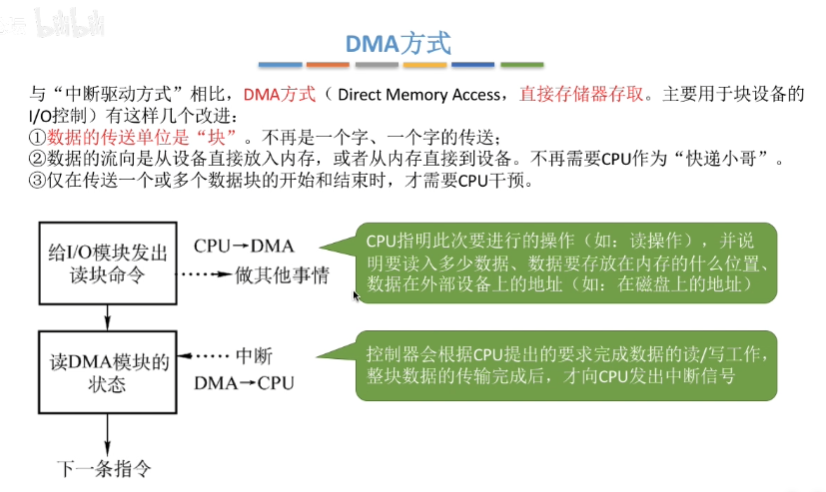 DMA方式
与“中断驱动方式”相比，DMA方式（ Direct Memory Access，直接存储器存取。主要用于块设备的
I/O控制）有这样几个改进：
①数据的传送单位是“块”。不再是一个字、一个字的传送；
②数据的流向是从设备直接放入内存，或者从内存直接到设备。不再需要CPU作为“快递小哥”。
③仅在传送一个或多个数据块的开始和结束时，才需要CPU干预。
给I/O模块发出
读块命令
CPU→DMA
做其他事情
CPU指明此次要进行的操作（如：读操作），并说
明要读入多少数据、数据要存放在内存的什么位置、
数据在外部设备上的地址（如：在磁盘上的地址）
读DMA模块的
状态
中断
DMA→CPU
控制器会根据CPU提出的要求完成数据的读/写工作，
整块数据的传输完成后，才向CPU发出中断信号
下一条指令